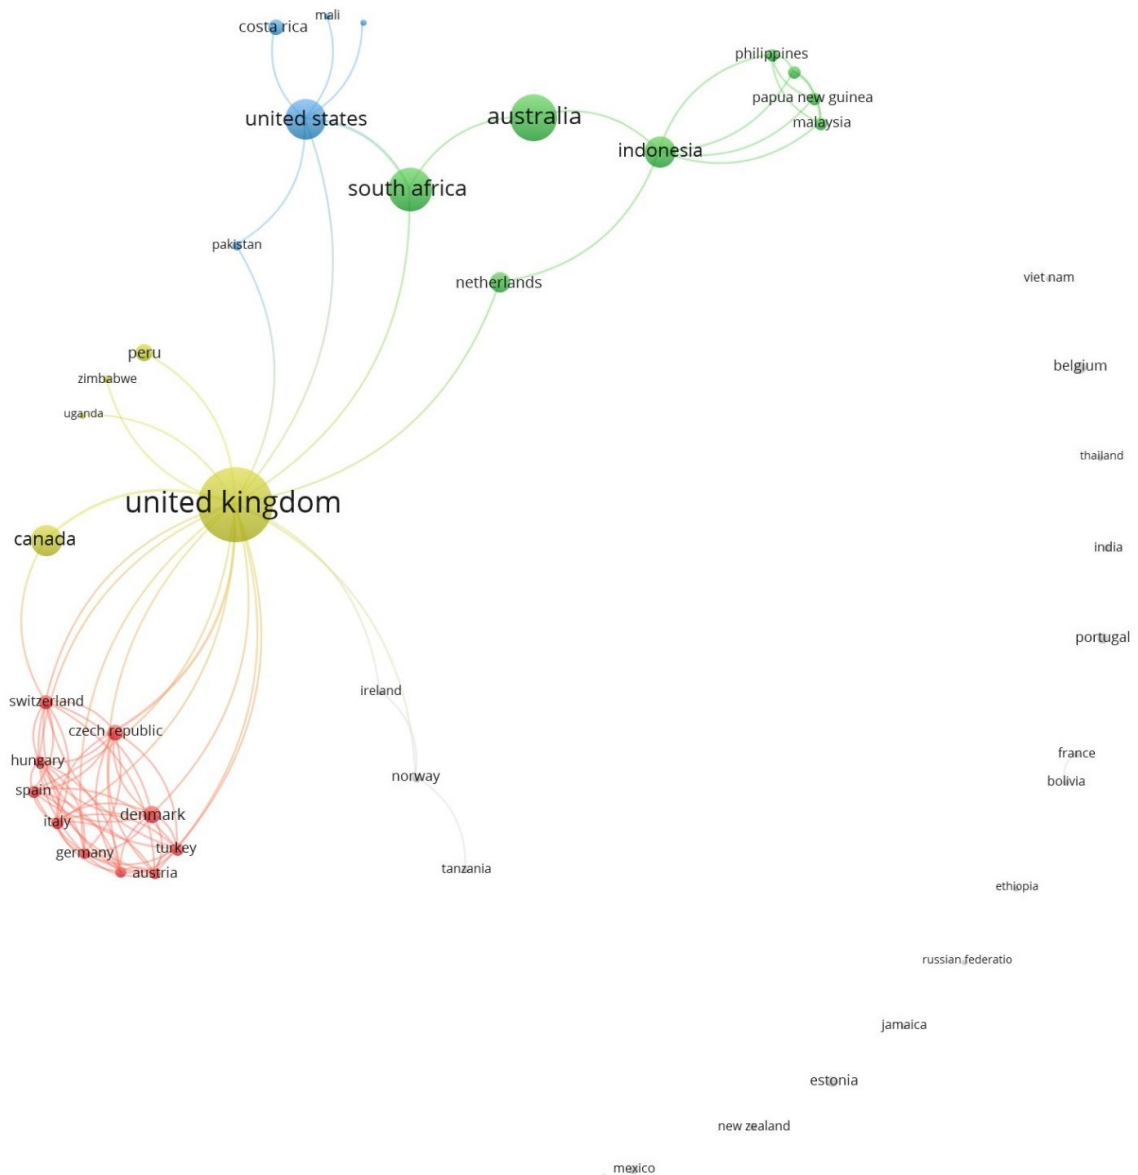 mali
costa rica
philippines
papua new guinea
united states
australia
malaysia
indonesia
south africa
pakistan
netherlands
viet nam
peru
belgium
zimbabwe
uganda
thailand
united kingdom
canada
india
portugal
ireland
switzerland
czech republic
hungary
france
norway
bolivia
spain
denmark
italy
turkey
germany
austria
tanzania
ethiopia
russian federatio
jamaica
estonia
new zealand
mexico